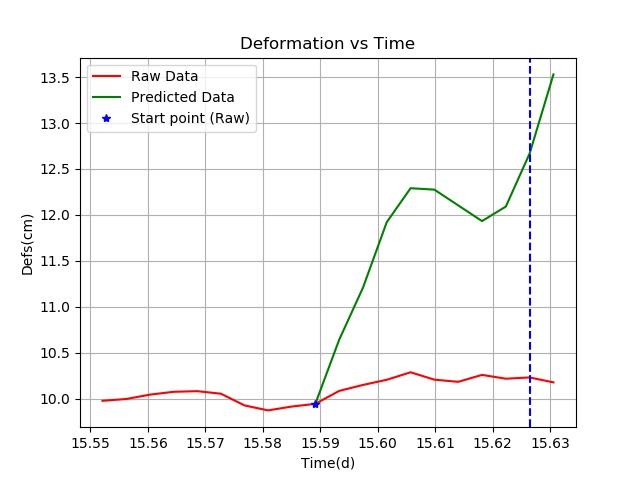 Deformation vs Time
Raw Data
Predicted Data
Start point (Raw)
13.5
13.0
12.5
12.0
11.5
11.0
10.5
10.0
Defs(cm)
15.55 15.56 15.57 15.58 15.59 15.60 15.61 15.62 15.63
Time(d)